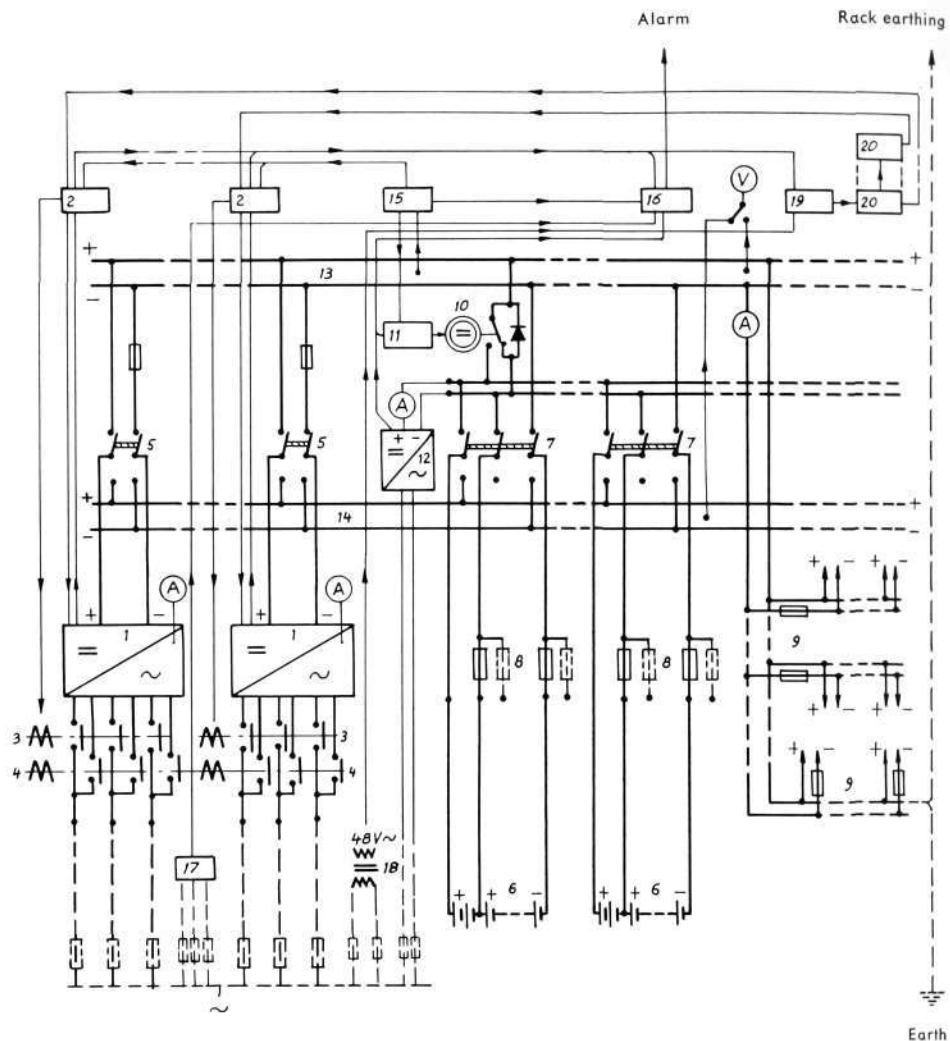 Alarm Rack earthing
20
2 2 15 16 V 19 20
+ +
13
− −
10 A
11 =
A
5 5 + − 7 7
= 12
~
+ +
14
− −
+ − + −
A A
+ − + − 9
1 1
= ~ = ~ 8 8
+ − + −
3 3
+ − + −
4 4 9
48V~
17 18
+ + 6 − + + 6 −
~
Earth